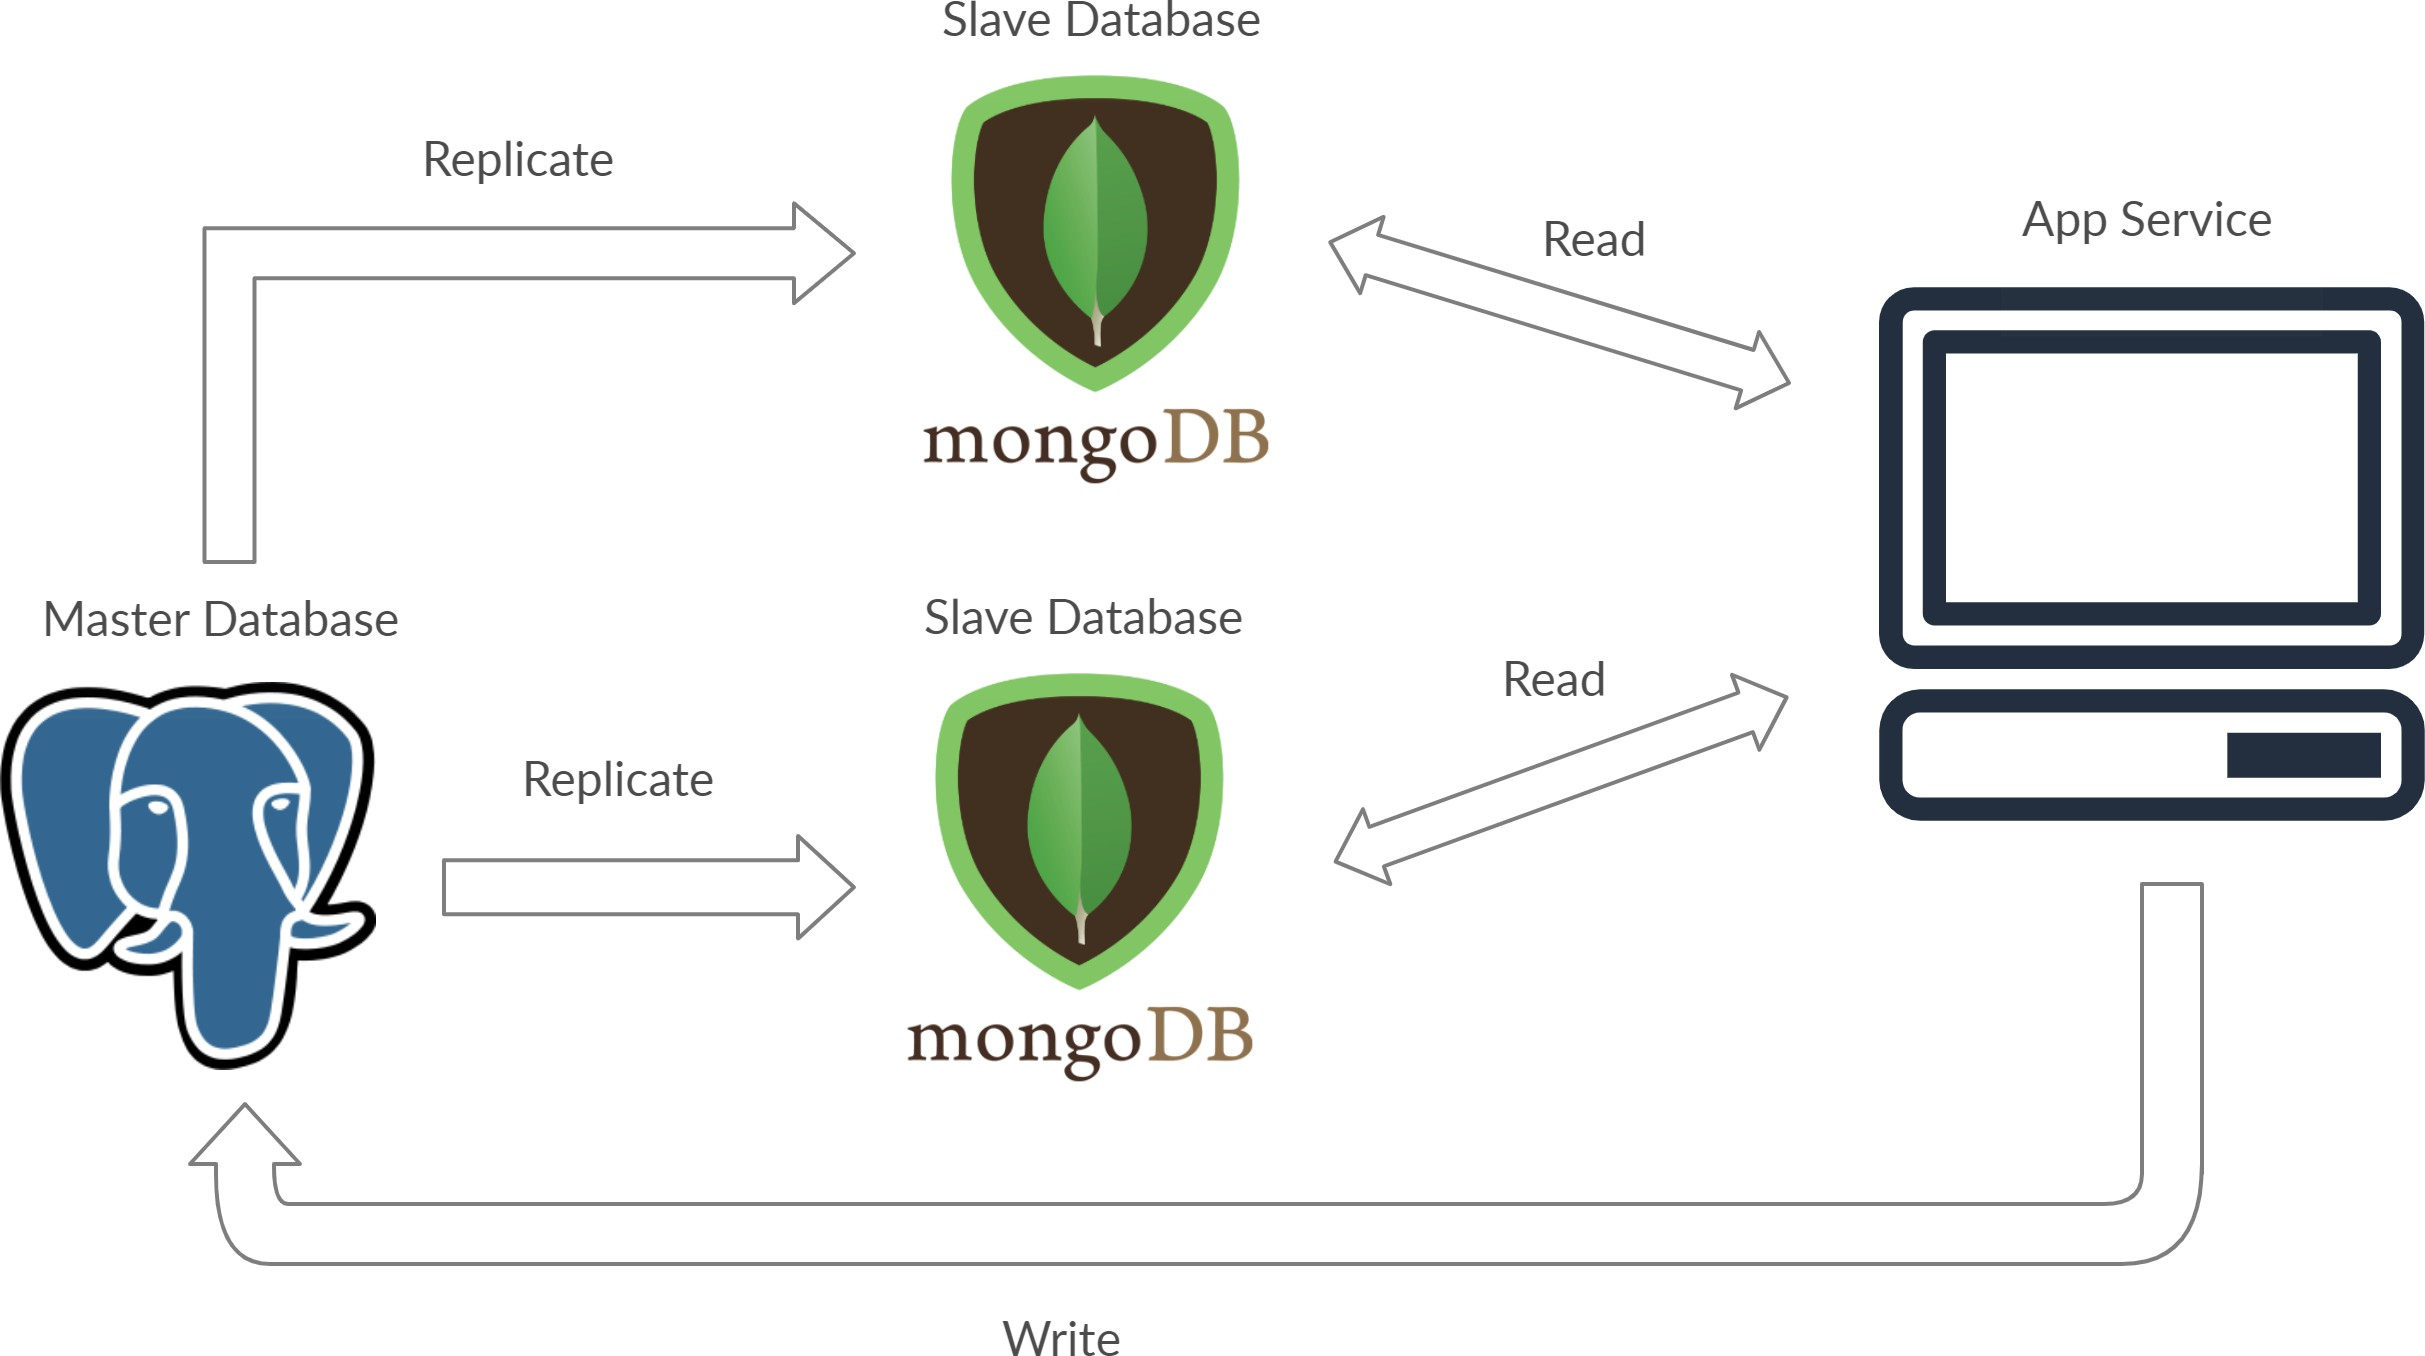 Slave Database
Replicate
mongoDB
Read
App Service
Master Database
Slave Database
Replicate
mongoDB
Read
Write